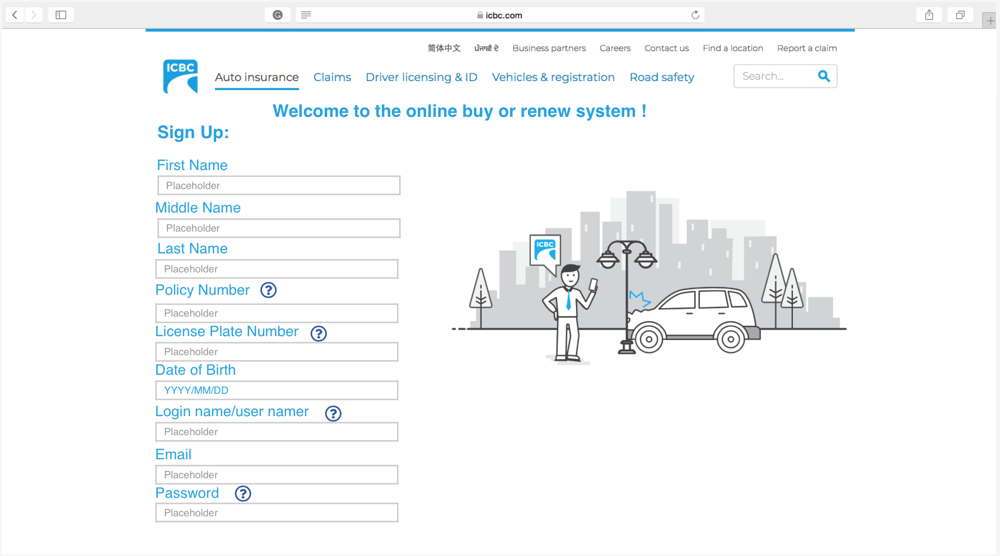 icbc.com
简体中文 ਪੰਜਾਬੀ ਦੇ Business partners Careers Contact us Find a location Report a claim
ICBC
Auto insurance Claims Driver licensing & ID Vehicles & registration Road safety Search...
Welcome to the online buy or renew system !
Sign Up:
First Name
Placeholder
Middle Name
Placeholder
Last Name
Placeholder
Policy Number ?
Placeholder
License Plate Number ?
Placeholder
Date of Birth
YYYY/MM/DD
Login name/user namer ?
Placeholder
Email
Placeholder
Password ?
Placeholder
ICBC